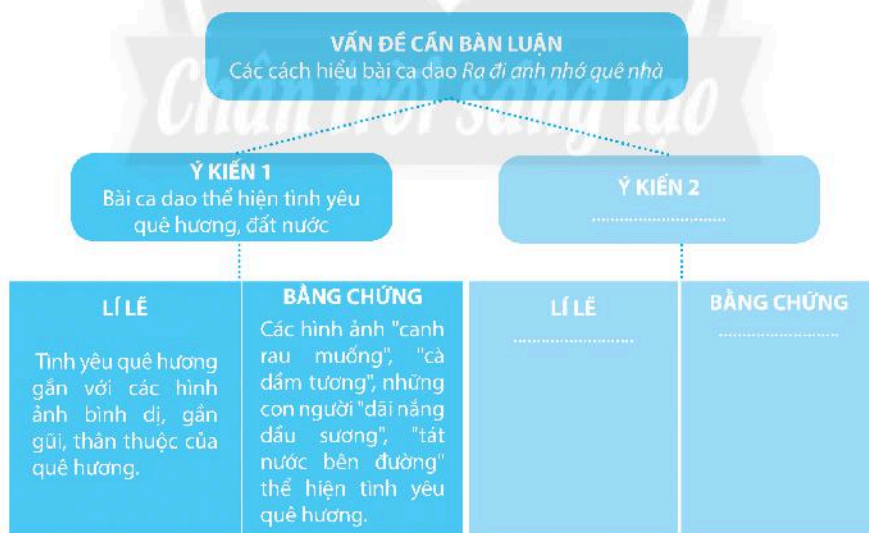 Chân trời sáng tạo
VẤN ĐỀ CẦN BÀN LUẬN
Các cách hiểu bài ca dao Ra đi anh nhớ quê nhà
Ý KIẾN 1
Bài ca dao thể hiện tình yêu
quê hương, đất nước
Ý KIẾN 2
............................
LÍ LẼ
Tình yêu quê hương
gắn với các hình
ảnh bình dị, gần
gũi, thân thuộc của
quê hương.
BẰNG CHỨNG
Các hình ảnh "canh
rau muống", "cà
dầm tương", những
con người "dãi nắng
dầu sương", "tát
nước bên đường"
thể hiện tình yêu
quê hương.
LÍ LẼ
........................
BẰNG CHỨNG
.........................